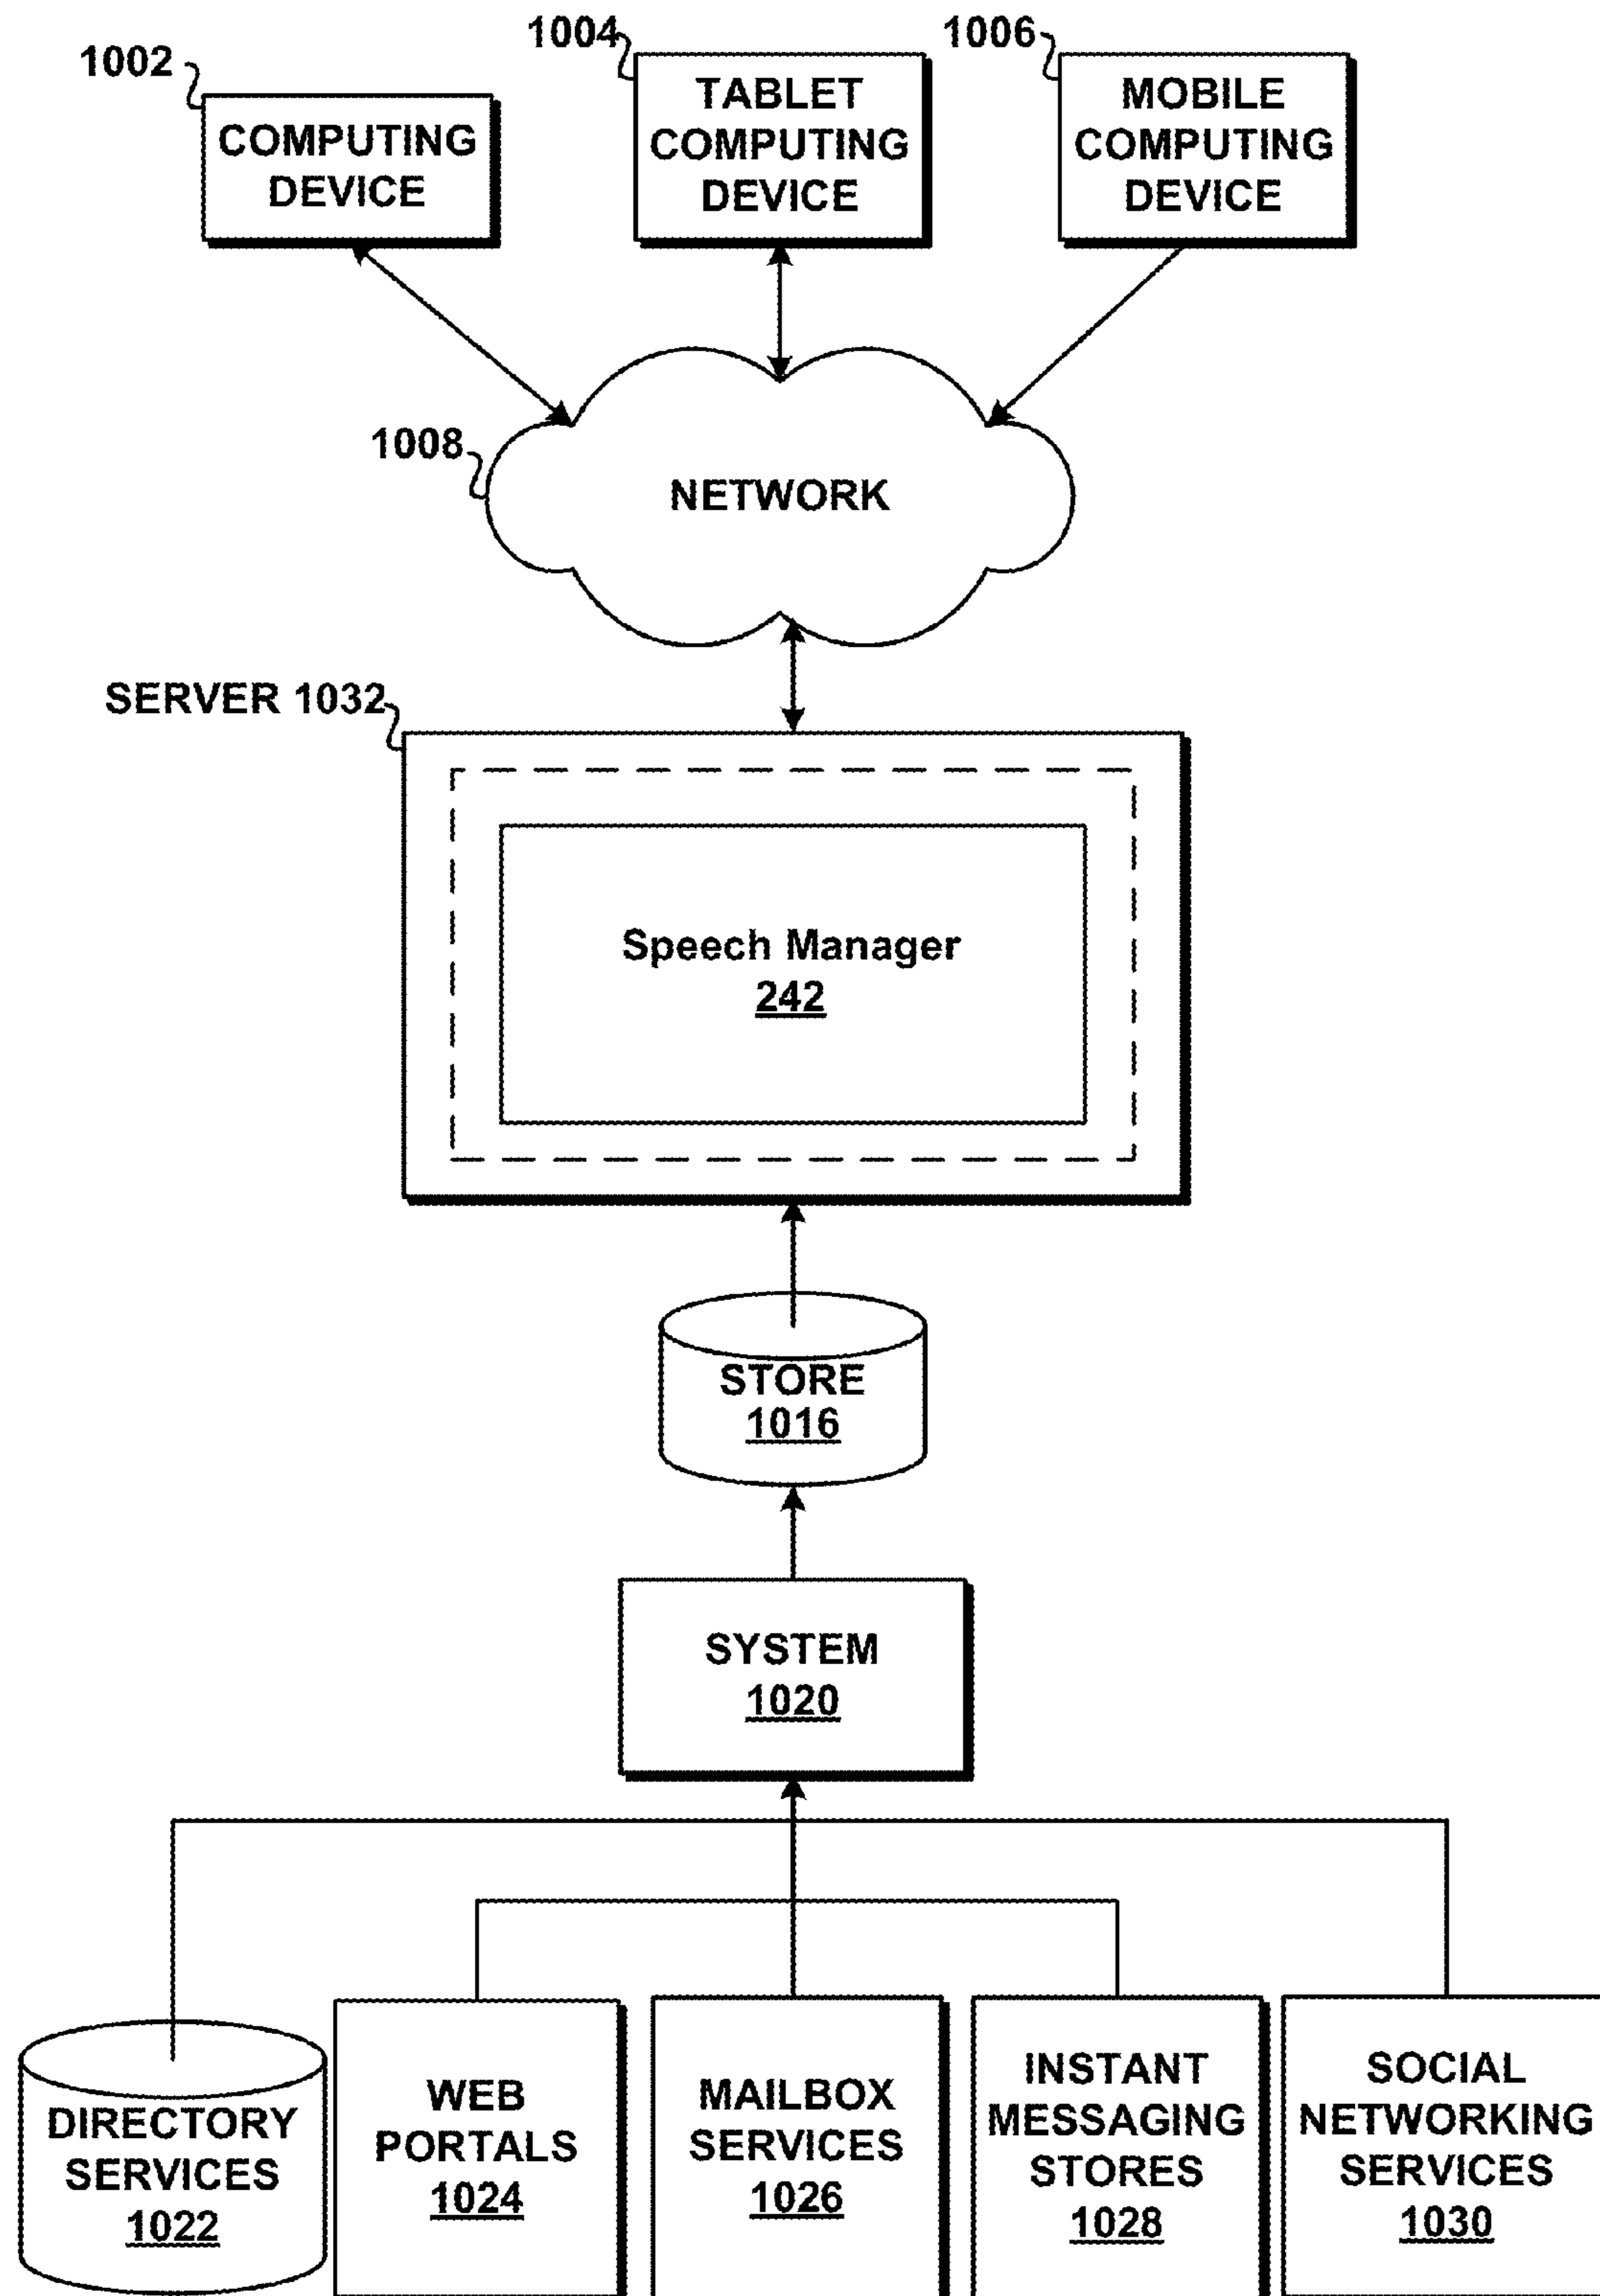 1002
COMPUTING
DEVICE
1004
TABLET
COMPUTING
DEVICE
1006
MOBILE
COMPUTING
DEVICE
1008
NETWORK
SERVER 1032
Speech Manager
242
STORE
1016
SYSTEM
1020
DIRECTORY
SERVICES
1022
WEB
PORTALS
1024
MAILBOX
SERVICES
1026
INSTANT
MESSAGING
STORES
1028
SOCIAL
NETWORKING
SERVICES
1030